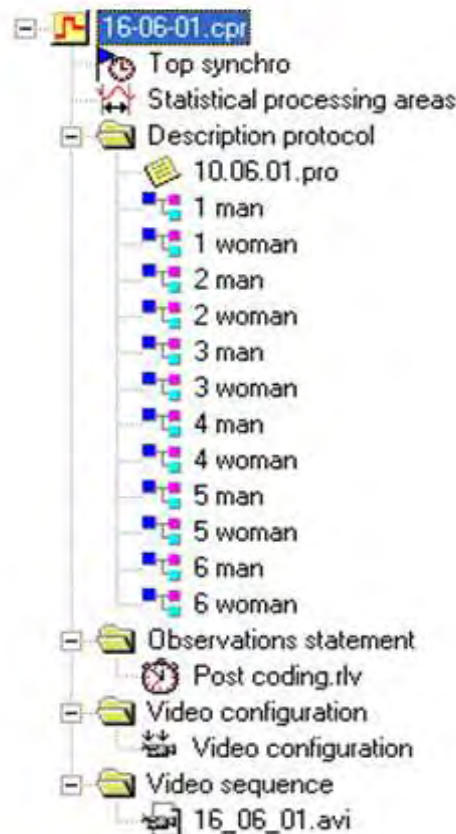 16-06-01.cpr
Top synchro
Statistical processing areas
Description protocol
10.06.01.pro
1 man
1 woman
2 man
2 woman
3 man
3 woman
4 man
4 woman
5 man
5 woman
6 man
6 woman
Observations statement
Post coding.rlv
Video configuration
Video configuration
Video sequence
16_06_01.avi